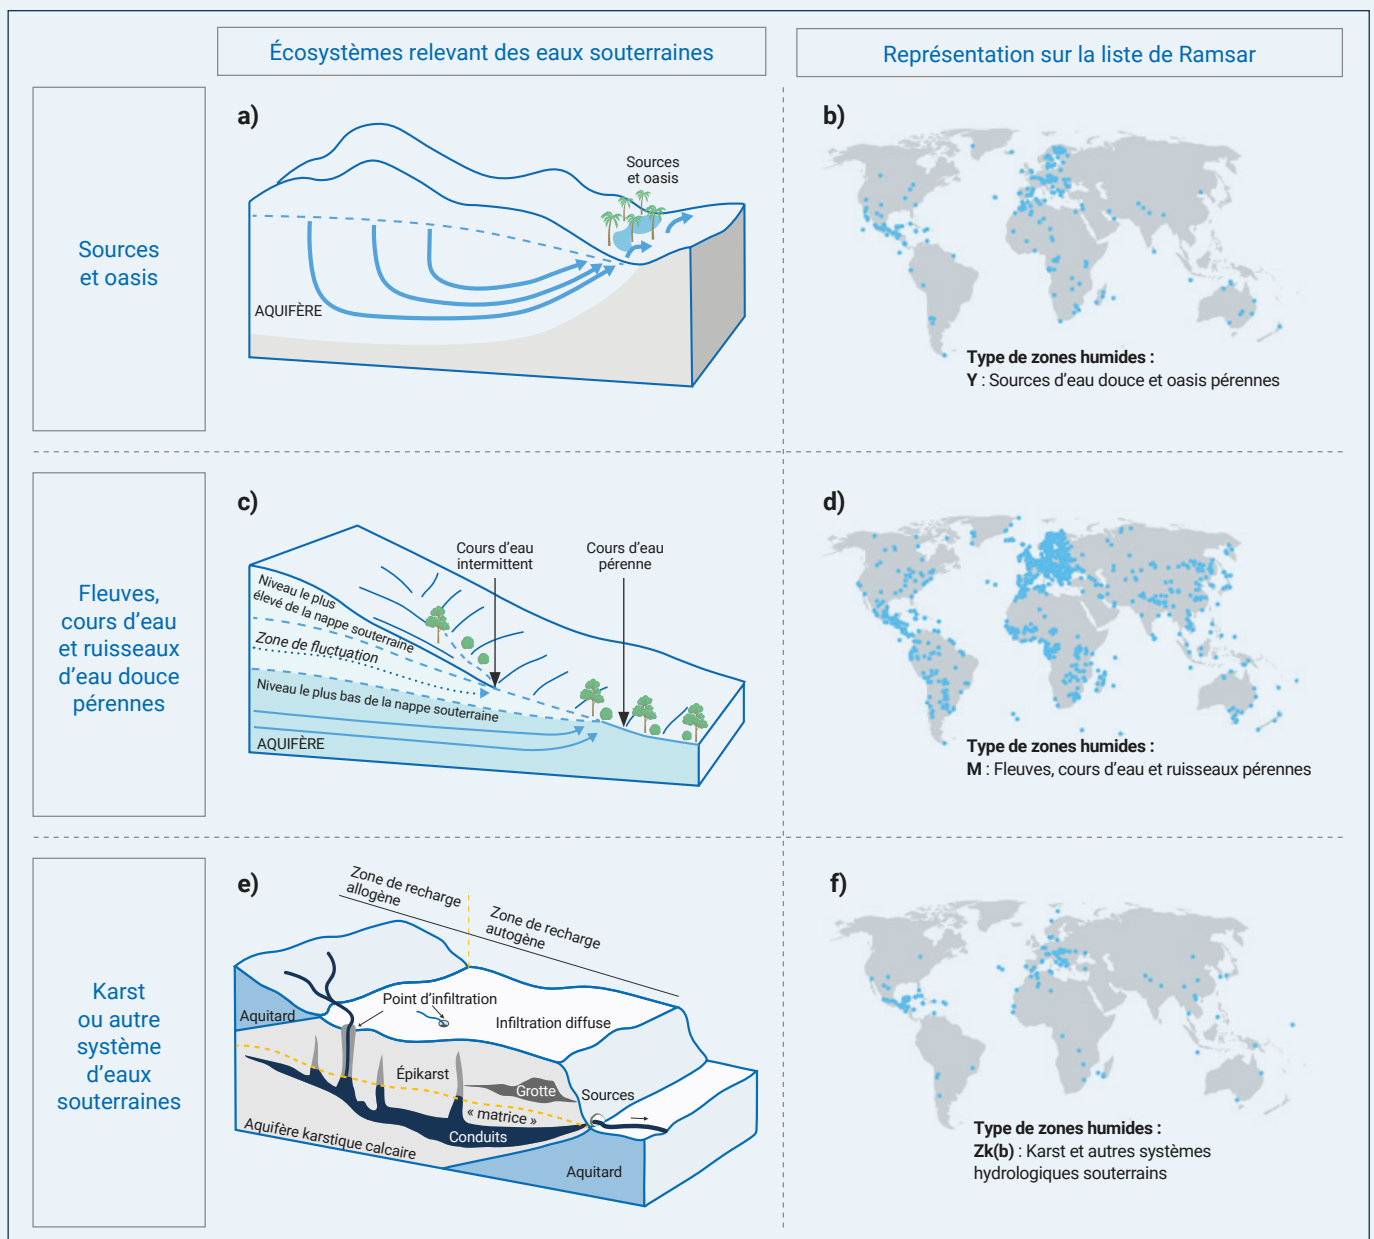 Écosystèmes relevant des eaux souterraines
Représentation sur la liste de Ramsar
Sources
et oasis
a)
Sources
et oasis
AQUIFÈRE
b)
Type de zones humides :
Y : Sources d'eau douce et oasis pérennes
Fleuves,
cours d'eau
et ruisseaux
d'eau douce
pérennes
c)
Cours d'eau
intermittent
Cours d'eau
pérenne
Niveau le plus
élevé de la nappe souterraine
Zone de fluctuation
Niveau le plus bas de la nappe souterraine
AQUIFÈRE
d)
Type de zones humides :
M : Fleuves, cours d'eau et ruisseaux pérennes
Karst
ou autre
système
d'eaux
souterraines
e)
Zone de recharge
allogène
Zone de recharge
autogène
Point d'infiltration
Infiltration diffuse
Aquitard
Épikarst
Grotte
Sources
« matrice »
Conduits
Aquifère karstique calcaire
Aquitard
f)
Type de zones humides :
Zk(b) : Karst et autres systèmes
hydrologiques souterrains